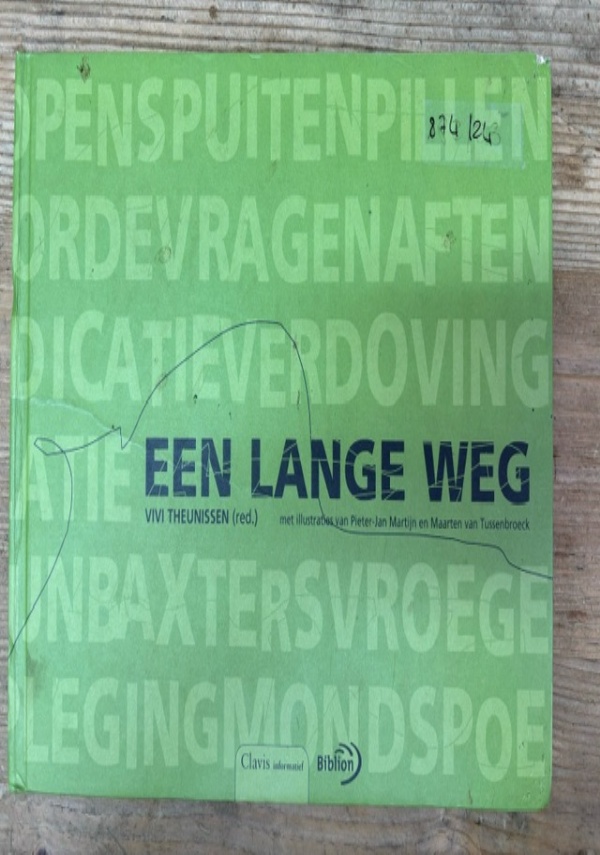 OPENSPUITENPILLEN
874/243
ORDEVRAGENAFTEN
DICATIEVERDOVING
ATIE
EEN LANGE WEG
VIVI THEUNISSEN (red.) met illustraties van Pieter-Jan Martijn en Maarten van Tussenbroeck
UNBAXTERSVROEGE
LEGINGMONDSPOE
Clavis informatief Biblion